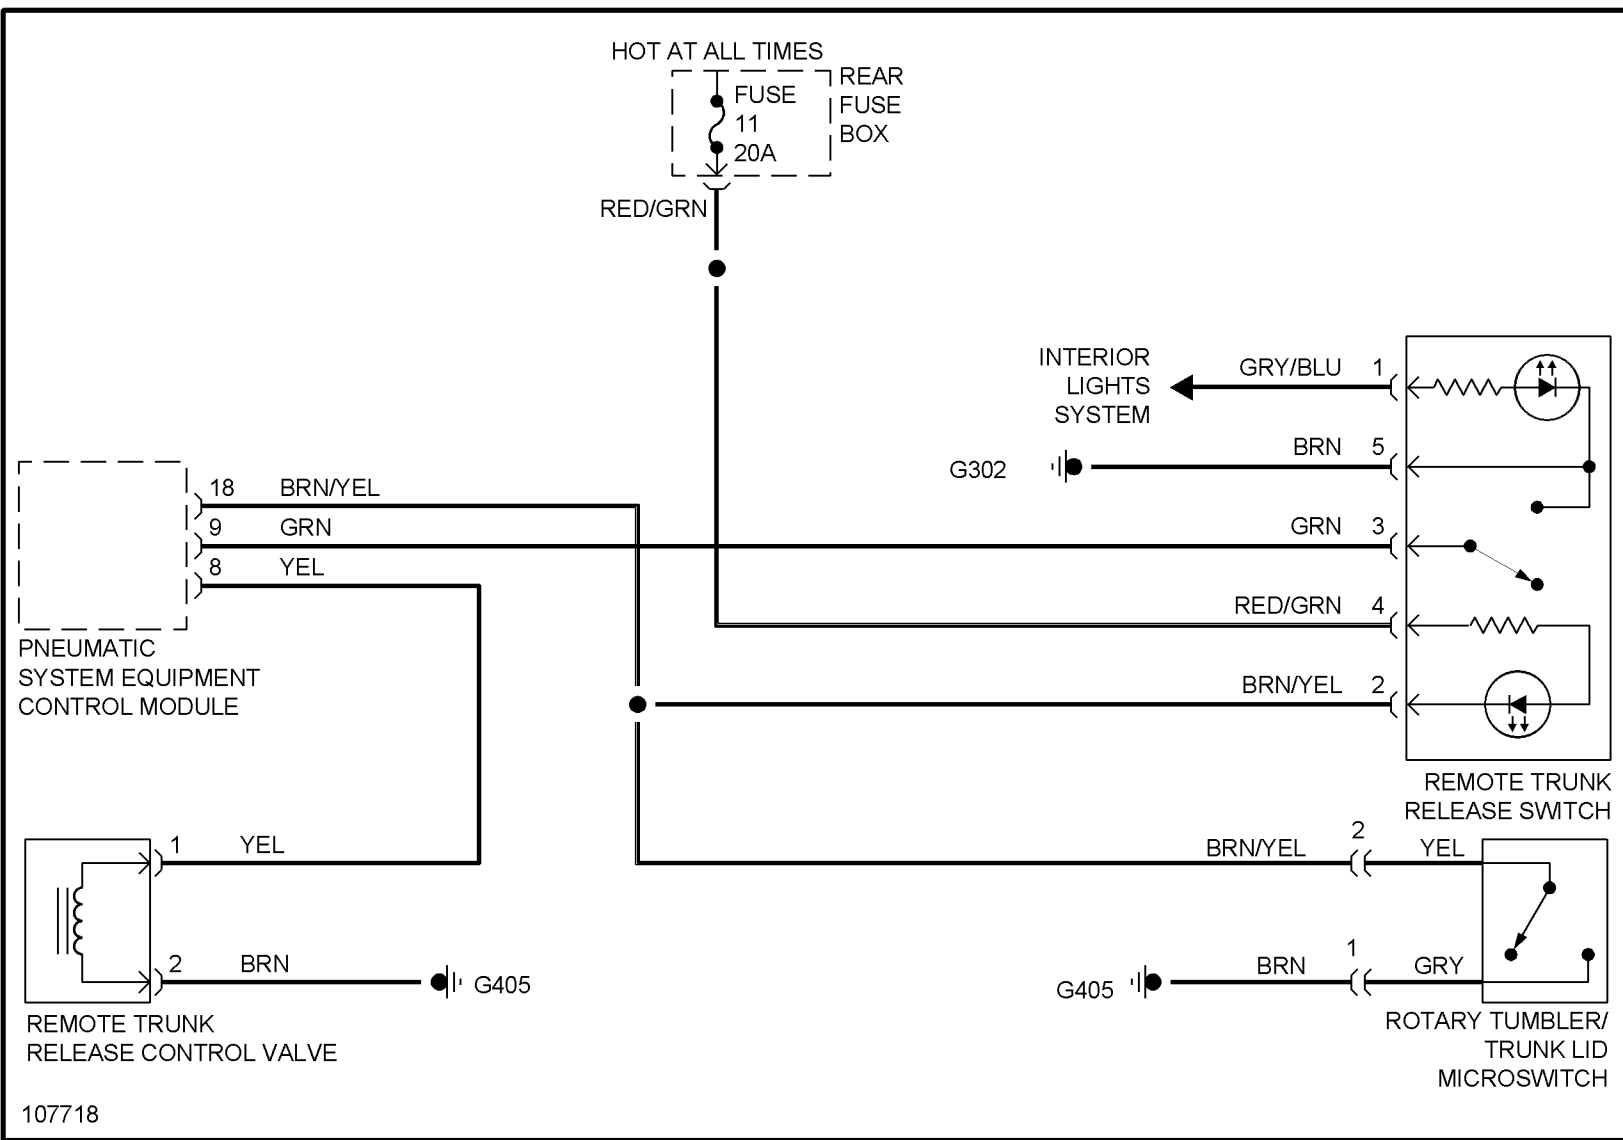 HOT AT ALL TIMES
REAR
FUSE
BOX
FUSE
11
20A
RED/GRN
INTERIOR
LIGHTS
SYSTEM
GRY/BLU 1
G302
BRN 5
GRN 3
RED/GRN 4
BRN/YEL 2
REMOTE TRUNK
RELEASE SWITCH
18 BRN/YEL
9 GRN
8 YEL
PNEUMATIC
SYSTEM EQUIPMENT
CONTROL MODULE
1 YEL
2 BRN
G405
REMOTE TRUNK
RELEASE CONTROL VALVE
BRN/YEL 2 YEL
G405
BRN 1 GRY
ROTARY TUMBLER/
TRUNK LID
MICROSWITCH
107718